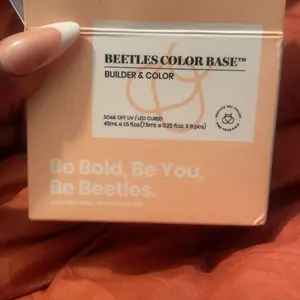 BEETLES COLOR BASE™
BUILDER & COLOR
SOAK OFF UV / LED CURED
45ml. e 1.5 fl.oz(7.5ml. e 0.25 fl.oz. X 6 pcs)
Be Bold, Be You,
Be Beetles.